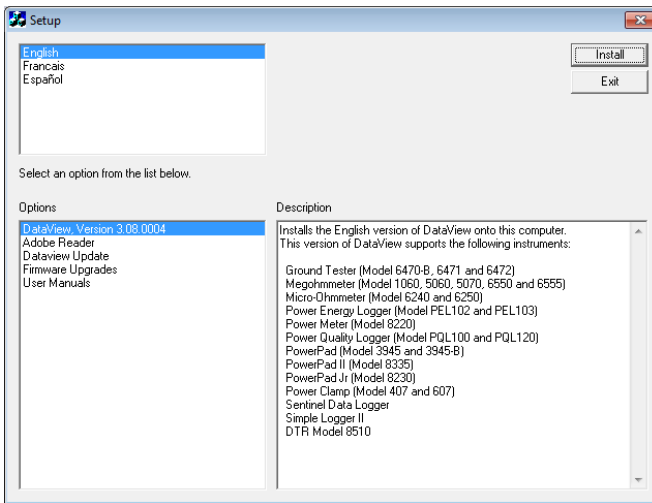 Setup
English
Francais
Español
Install
Exit
Select an option from the list below.
Options
DataView, Version 3.08.0004
Adobe Reader
Dataview Update
Firmware Upgrades
User Manuals
Description
Installs the English version of DataView onto this computer.
This version of DataView supports the following instruments:
Ground Tester (Model 6470-B, 6471 and 6472)
Megohmmeter (Model 1060, 5060, 5070, 6550 and 6555)
Micro-Ohmmeter (Model 6240 and 6250)
Power Energy Logger (Model PEL102 and PEL103)
Power Meter (Model 8220)
Power Quality Logger (Model PQL100 and PQL120)
PowerPad (Model 3945 and 3945-B)
PowerPad II (Model 8335)
PowerPad Jr (Model 8230)
Power Clamp (Model 407 and 607)
Sentinel Data Logger
Simple Logger II
DTR Model 8510